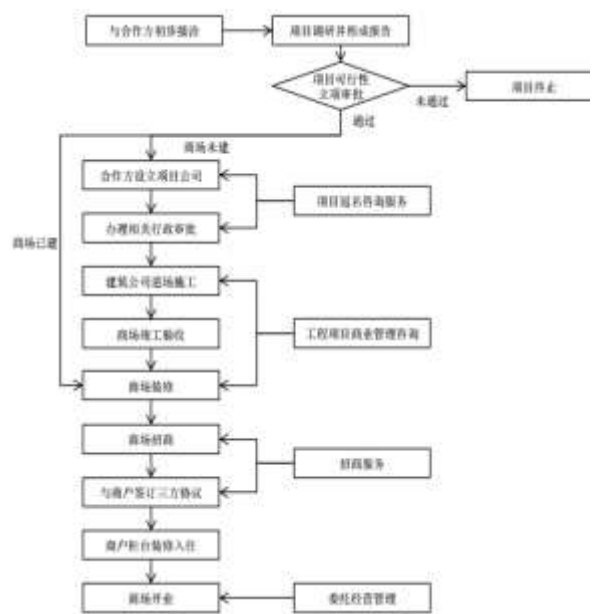 与合作方初步接洽
项目调研并形成报告
项目可行性
立项审批
未通过
项目终止
通过
商场未建
合作方设立项目公司
项目冠名咨询服务
办理相关行政审批
商场已建
建筑公司进场施工
商场竣工验收
工程项目商业管理咨询
商场装修
商场招商
招商服务
与商户签订三方协议
商户柜台装修入住
商场开业
委托经营管理